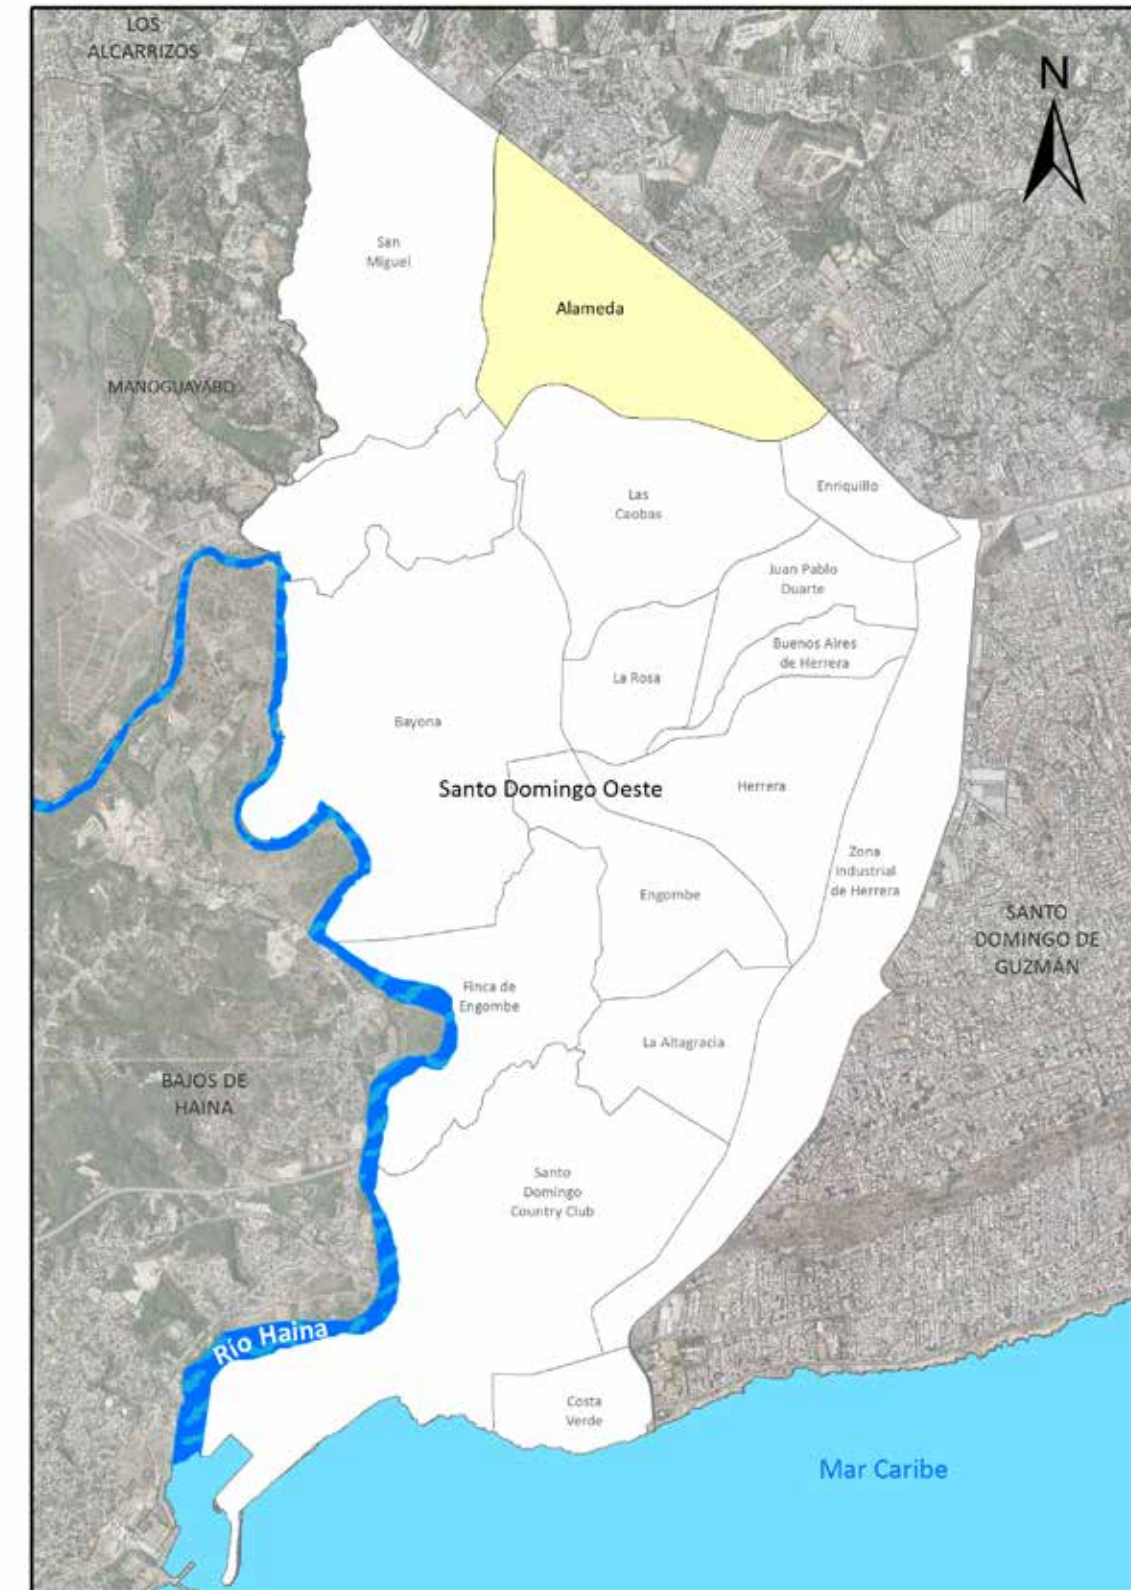 LOS
ALCARRIZOS
N
San
Miguel
Alameda
MANOGUAYABO
Enriquillo
Las
Caobas
Juan Pablo
Duarte
Buenos Aires
de Herrera
La Rosa
Bayona
Santo Domingo Oeste
Herrera
Zona
Industrial
de Herrera
Engombe
SANTO
DOMINGO DE
GUZMÁN
Finca de
Engombe
La Altagracia
BAJOS DE
HAINA
Santo
Domingo
Country Club
Río Haina
Costa
Verde
Mar Caribe